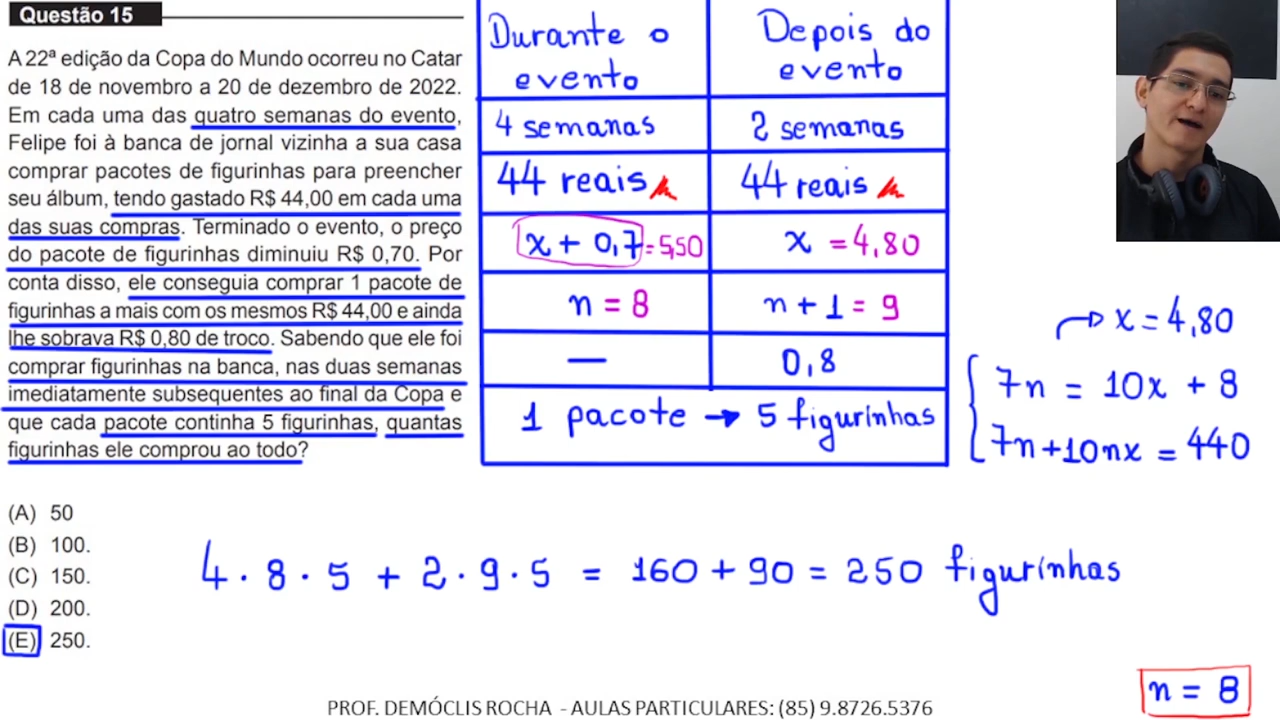 Questão 15
A 22ª edição da Copa do Mundo ocorreu no Catar
de 18 de novembro a 20 de dezembro de 2022.
Em cada uma das quatro semanas do evento,
Felipe foi à banca de jornal vizinha a sua casa
comprar pacotes de figurinhas para preencher
seu álbum, tendo gastado R$ 44,00 em cada uma
das suas compras. Terminado o evento, o preço
do pacote de figurinhas diminuiu R$ 0,70. Por
conta disso, ele conseguia comprar 1 pacote de
figurinhas a mais com os mesmos R$ 44,00 e ainda
lhe sobrava R$ 0,80 de troco. Sabendo que ele foi
comprar figurinhas na banca, nas duas semanas
imediatamente subsequentes ao final da Copa e
que cada pacote continha 5 figurinhas, quantas
figurinhas ele comprou ao todo?
(A) 50
(B) 100.
(C) 150.
(D) 200.
(E) 250.
Durante o evento
Depois do evento
4 semanas
2 semanas
44 reais
44 reais
x + 0,7 = 5,50
x = 4,80
n = 8
n + 1 = 9
—
0,8
1 pacote → 5 figurinhas
x = 4,80
7n = 10x + 8
7n+10nx = 440
4 · 8 · 5 + 2 · 9 · 5 = 160 + 90 = 250 figurinhas
n = 8
PROF. DEMÓCLIS ROCHA - AULAS PARTICULARES: (85) 9.8726.5376